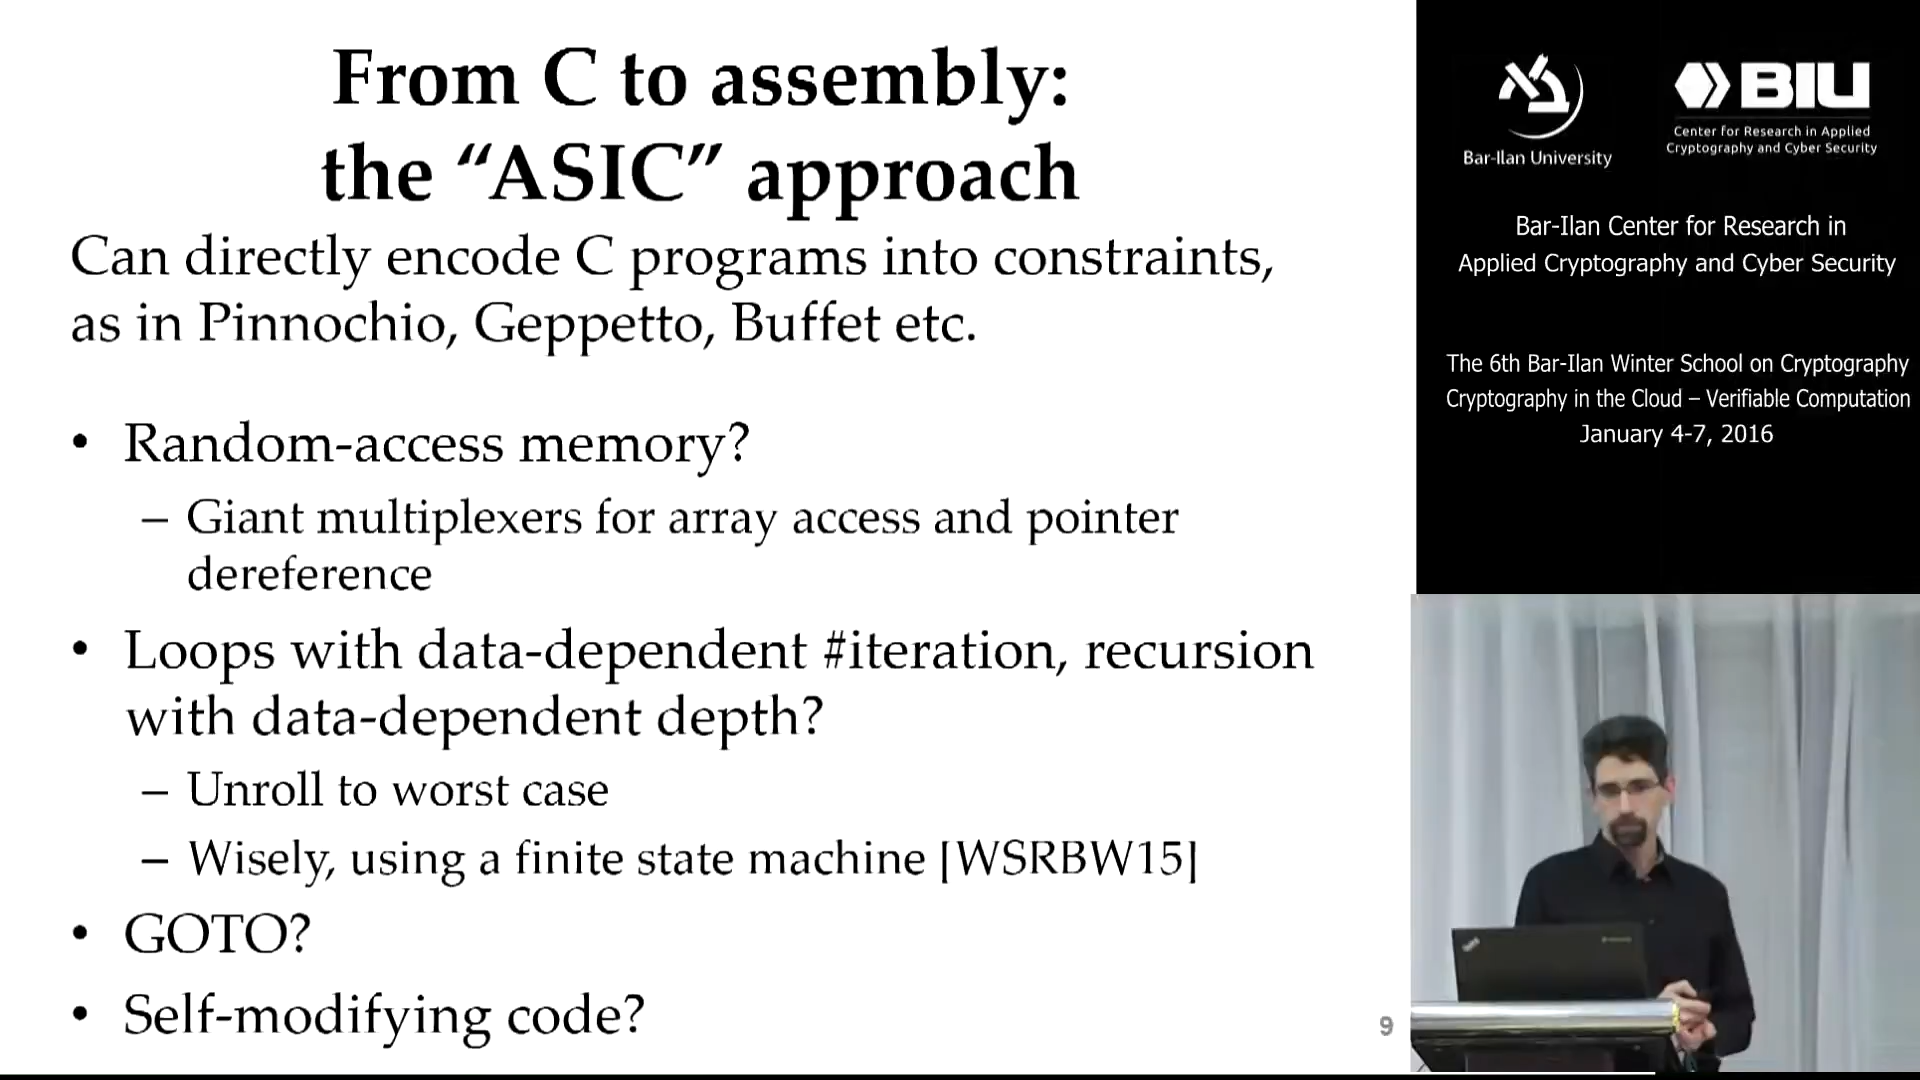 From C to assembly:
the “ASIC” approach
Can directly encode C programs into constraints,
as in Pinnochio, Geppetto, Buffet etc.
• Random-access memory?
– Giant multiplexers for array access and pointer
dereference
• Loops with data-dependent #iteration, recursion
with data-dependent depth?
– Unroll to worst case
– Wisely, using a finite state machine [WSRBW15]
• GOTO?
• Self-modifying code?
9
Bar-Ilan University
BIU
Center for Research in Applied
Cryptography and Cyber Security
Bar-Ilan Center for Research in
Applied Cryptography and Cyber Security
The 6th Bar-Ilan Winter School on Cryptography
Cryptography in the Cloud – Verifiable Computation
January 4-7, 2016